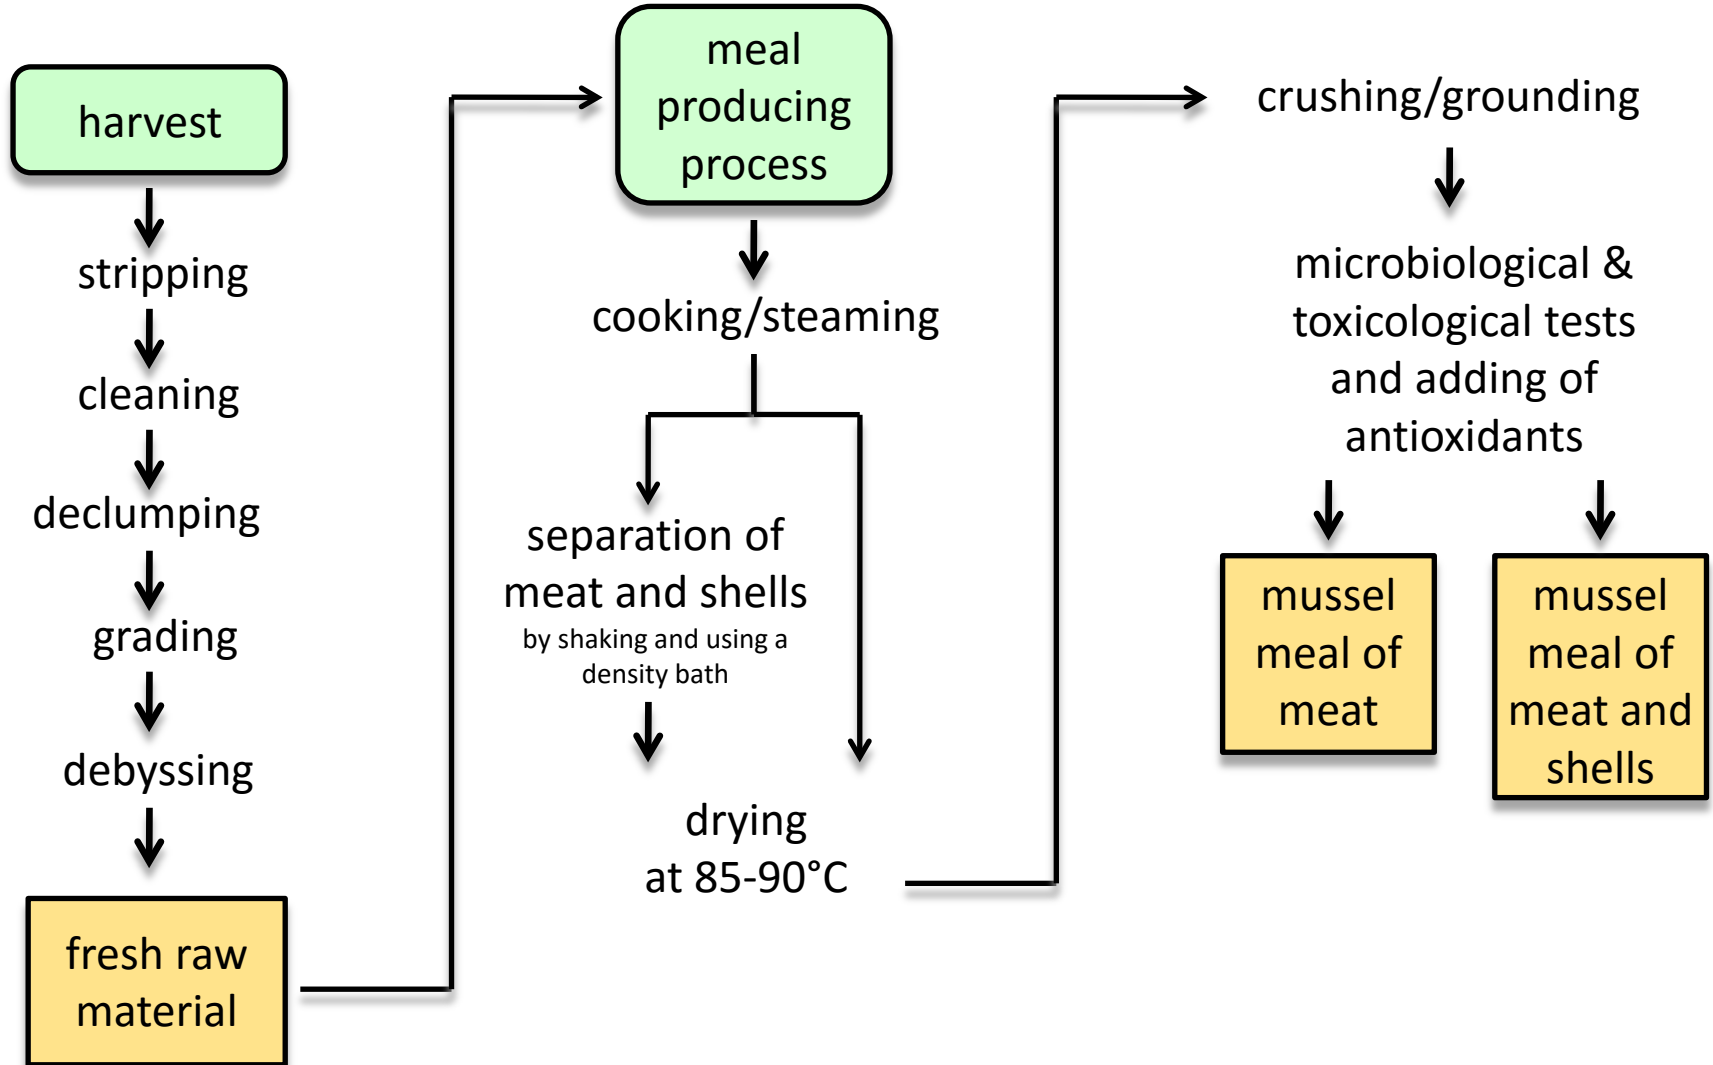 harvest
stripping
cleaning
declumping
grading
debyssing
fresh raw
material
meal
producing
process
cooking/steaming
separation of
meat and shells
by shaking and using a
density bath
drying
at 85-90°C
crushing/grounding
microbiological &
toxicological tests
and adding of
antioxidants
mussel
meal of
meat
mussel
meal of
meat and
shells